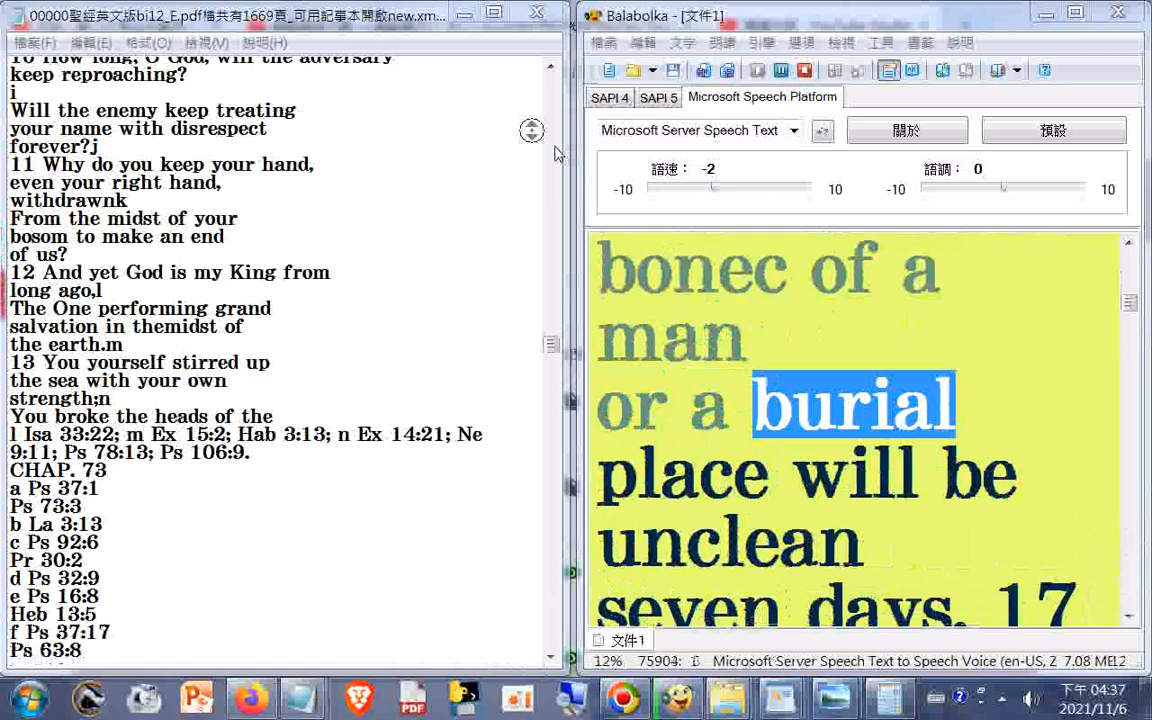 00000聖經英文版bi12_E.pdf檔共有1669頁_可用記事本開啟new.xm...
檔案(F) 編輯(E) 格式(O) 檢視(V) 說明(H)
10 How long, O God, will the adversary
keep reproaching?
i
Will the enemy keep treating
your name with disrespect
forever?j
11 Why do you keep your hand,
even your right hand,
withdrawnk
From the midst of your
bosom to make an end
of us?
12 And yet God is my King from
long ago,l
The One performing grand
salvation in themidst of
the earth.m
13 You yourself stirred up
the sea with your own
strength;n
You broke the heads of the
l Isa 33:22; m Ex 15:2; Hab 3:13; n Ex 14:21; Ne
9:11; Ps 78:13; Ps 106:9.
CHAP. 73
a Ps 37:1
Ps 73:3
b La 3:13
c Ps 92:6
Pr 30:2
d Ps 32:9
e Ps 16:8
Heb 13:5
f Ps 37:17
Ps 63:8
Balabolka - [文件1]
檔案 編輯 文字 朗讀 引擎 選項 檢視 工具 書籤 說明
SAPI 4 SAPI 5 Microsoft Speech Platform
Microsoft Server Speech Text 關於 預設
語速： -2 語調： 0
-10 10 -10 10
bonec of a
man
or a burial
place will be
unclean
seven days. 17
文件1
12% 75904: Microsoft Server Speech Text to Speech Voice (en-US, Z 7.08 ME12
PDF
下午 04:37
2021/11/6